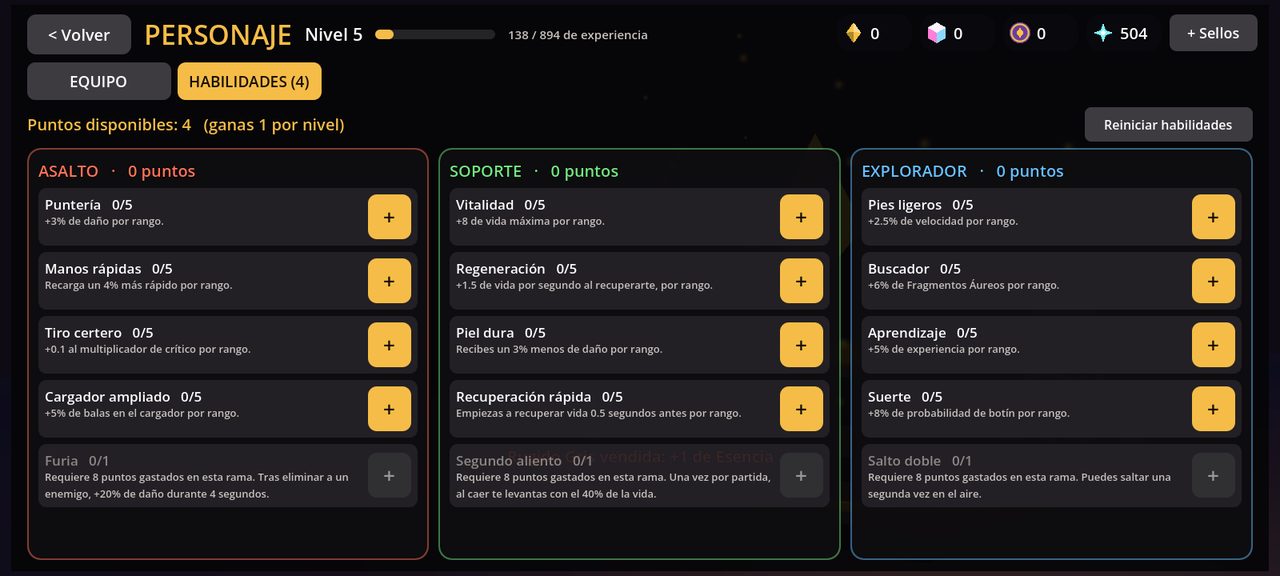 < Volver
PERSONAJE
Nivel 5
138 / 894 de experiencia
0
0
0
504
+ Sellos
EQUIPO
HABILIDADES (4)
Puntos disponibles: 4 (ganas 1 por nivel)
Reiniciar habilidades
ASALTO · 0 puntos
Puntería 0/5
+3% de daño por rango.
+
Manos rápidas 0/5
Recarga un 4% más rápido por rango.
+
Tiro certero 0/5
+0.1 al multiplicador de crítico por rango.
+
Cargador ampliado 0/5
+5% de balas en el cargador por rango.
+
Furia 0/1
Requiere 8 puntos gastados en esta rama. Tras eliminar a un
enemigo, +20% de daño durante 4 segundos.
+
SOPORTE · 0 puntos
Vitalidad 0/5
+8 de vida máxima por rango.
+
Regeneración 0/5
+1.5 de vida por segundo al recuperarte, por rango.
+
Piel dura 0/5
Recibes un 3% menos de daño por rango.
+
Recuperación rápida 0/5
Empiezas a recuperar vida 0.5 segundos antes por rango.
+
Segundo aliento 0/1
vendida: +1 de Esencia
Requiere 8 puntos gastados en esta rama. Una vez por partida,
al caer te levantas con el 40% de la vida.
+
EXPLORADOR · 0 puntos
Pies ligeros 0/5
+2.5% de velocidad por rango.
+
Buscador 0/5
+6% de Fragmentos Áureos por rango.
+
Aprendizaje 0/5
+5% de experiencia por rango.
+
Suerte 0/5
+8% de probabilidad de botín por rango.
+
Salto doble 0/1
Requiere 8 puntos gastados en esta rama. Puedes saltar una
segunda vez en el aire.
+